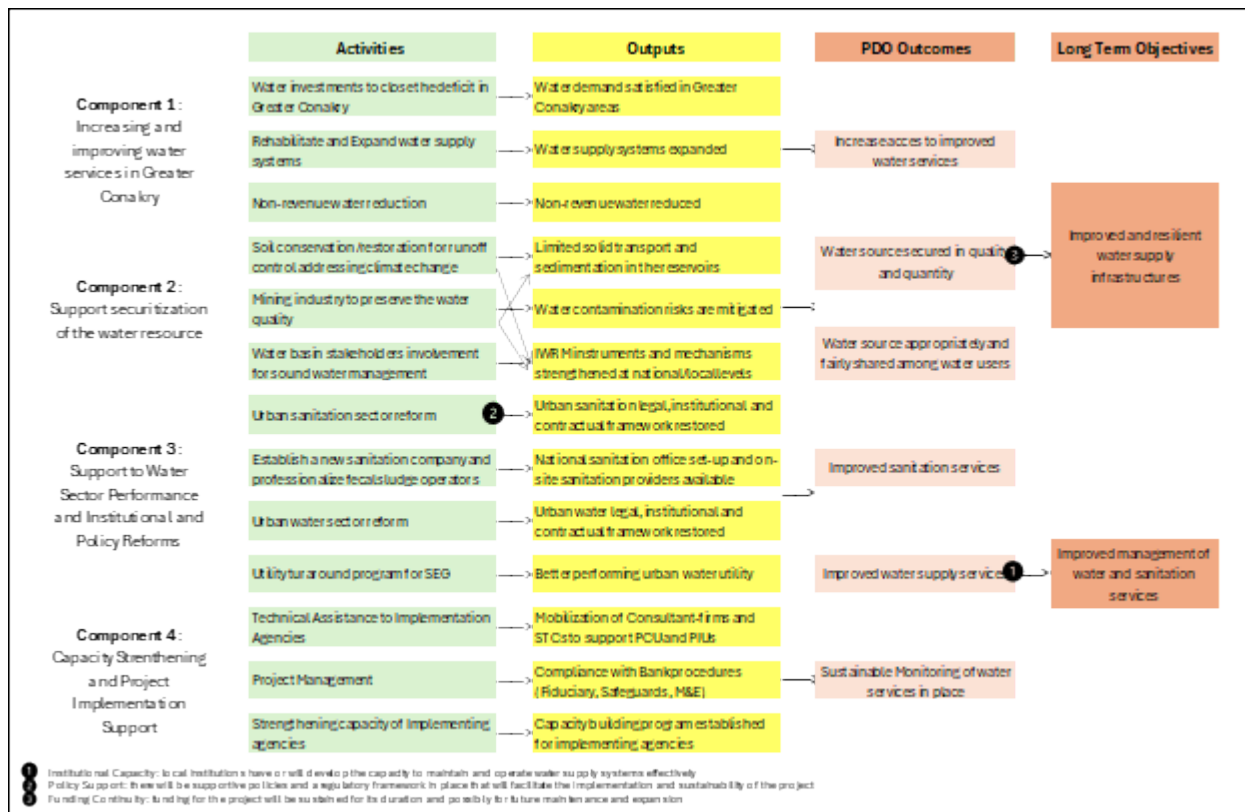 Activities
Outputs
PDO Outcomes
Long Term Objectives
Component 1:
Increasing and
improving water
services in Greater
Conakry
Water investments to close the deficit in
Greater Conakry
Water demand satisfied in Greater
Conakry areas
Rehabilitate and Expand water supply
systems
Water supply systems expanded
Increase acces to improved
water services
Non-revenue water reduction
Non-revenue water reduced
Component 2:
Support securitization
of the water resource
Soil conservation/restoration for runoff
control addressing climate change
Limited solid transport and
sedimentation in the reservoirs
Water source secured in quality
and quantity
3
Improved and resilient
water supply
infrastructures
Mining industry to preserve the water
quality
Water contamination risks are mitigated
Water basin stakeholders involvement
for sound water management
IWRM instruments and mechanisms
strengthened at national/local levels
Water source appropriately and
fairly shared among water users
Component 3:
Support to Water
Sector Performance
and Institutional and
Policy Reforms
Urban sanitation sector reform
2
Urban sanitation legal, institutional and
contractual framework restored
Establish a new sanitation company and
professionalize fecal sludge operators
National sanitation office set-up and on-
site sanitation providers available
Improved sanitation services
Urban water sector reform
Urban water legal, institutional and
contractual framework restored
Utility turaround program for SEG
Better performing urban water utility
Improved water supply services
1
Improved management of
water and sanitation
services
Component 4:
Capacity Strenthening
and Project
Implementation
Support
Technical Assistance to Implementation
Agencies
Mobilization of Consultant-firms and
STCs to support PCU and PIUs
Project Management
Compliance with Bank procedures
(Fiduciary, Safeguards, M&E)
Sustainable Monitoring of water
services in place
Strengthening capacity of Implementing
agencies
Capacity building program established
for implementing agencies
1 Institutional Capacity: local institutions have or will develop the capacity to maintain and operate water supply systems effectively
2 Policy Support: there will be supportive policies and a regulatory framework in place that will facilitate the implementation and sustainability of the project
3 Funding Continuity: funding for the project will be sustained for its duration and possibly for future maintenance and expansion